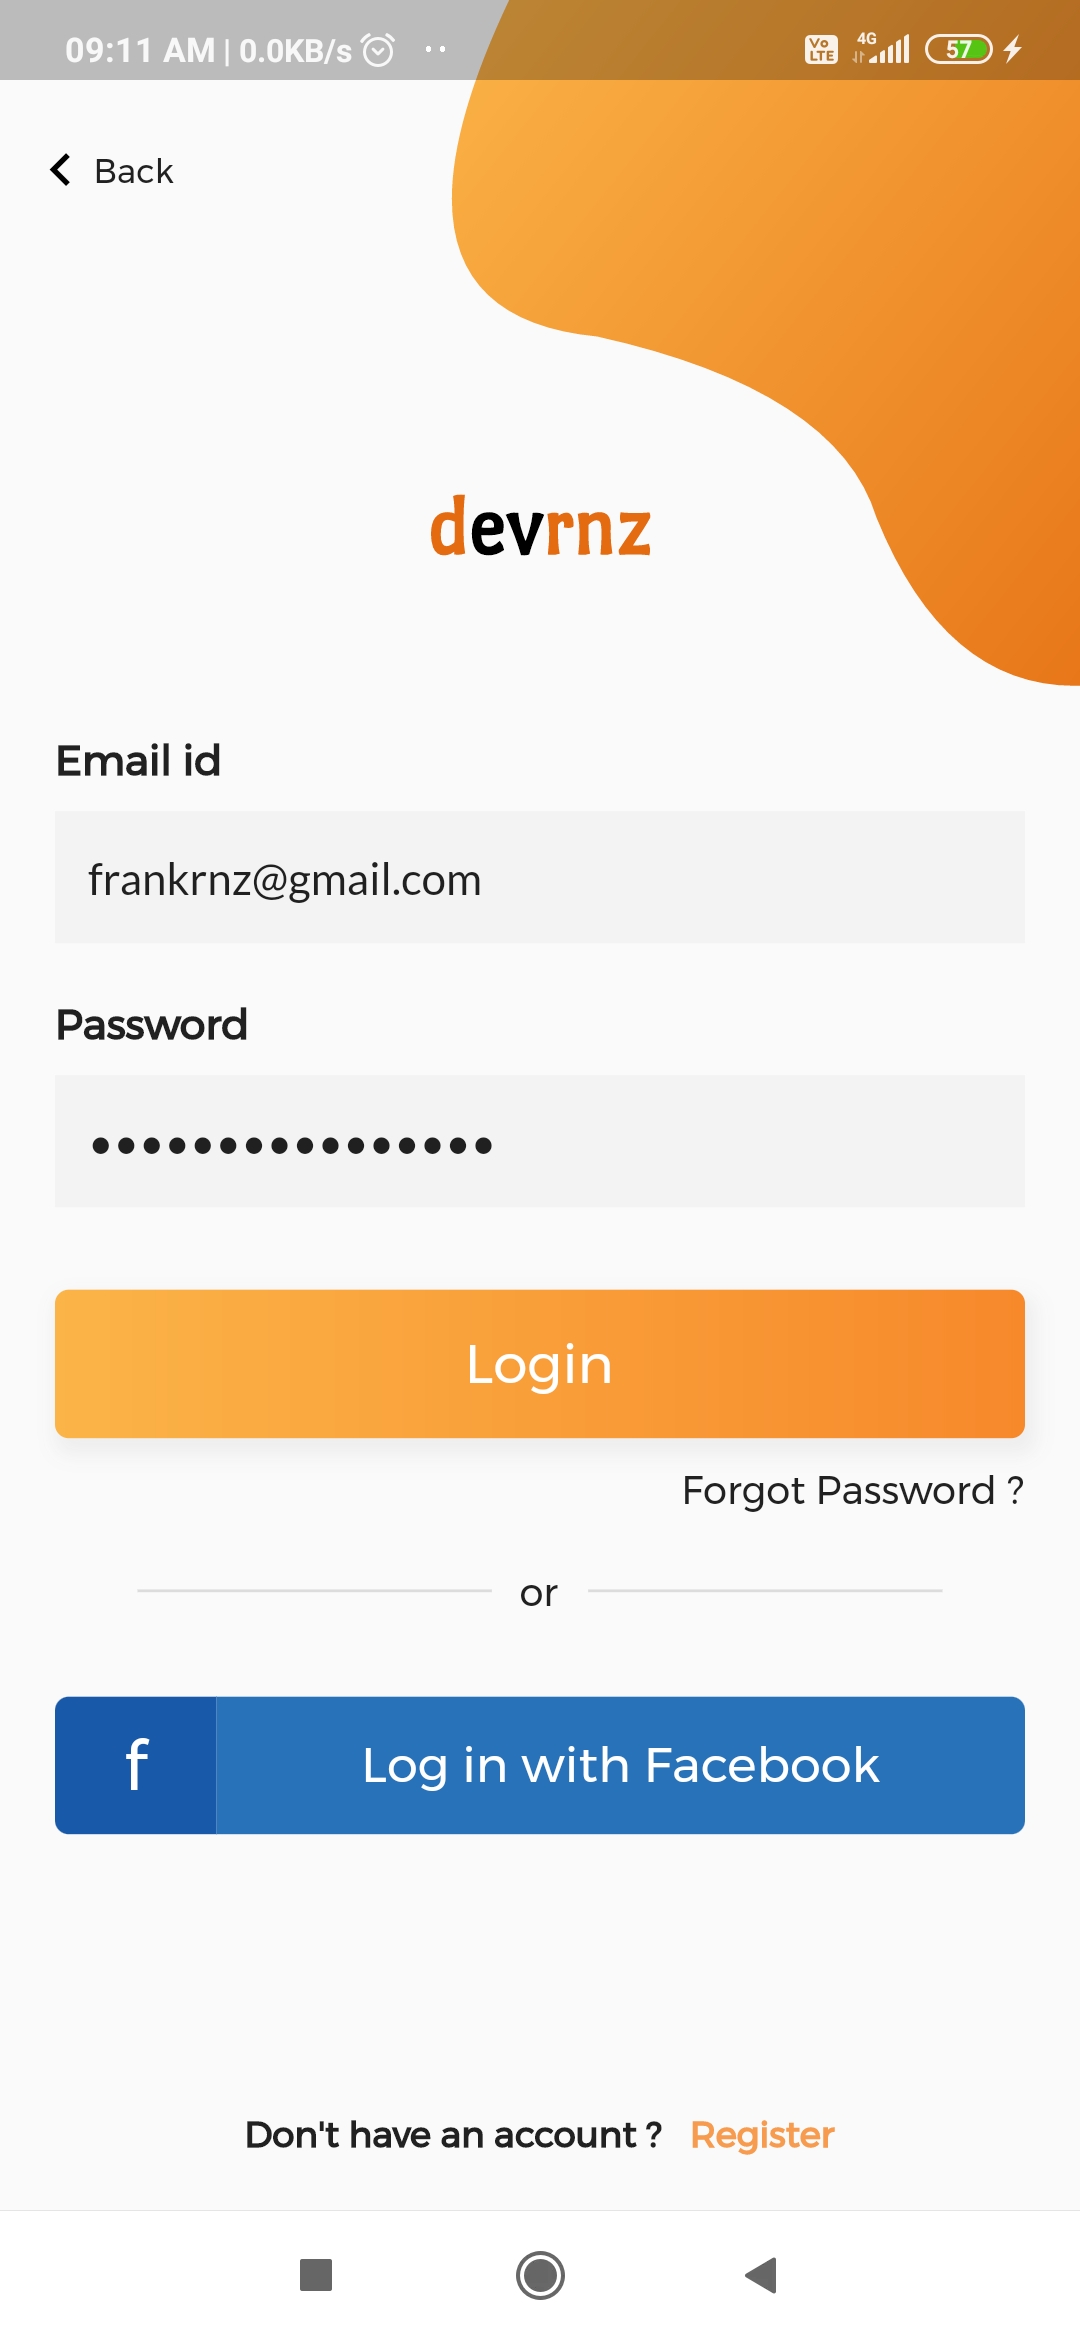 09:11 AM | 0.0KB/s
Vo LTE 4G 57
Back
devrnz
Email id
frankrnz@gmail.com
Password
••••••••••••••••
Login
Forgot Password ?
or
f Log in with Facebook
Don't have an account ? Register